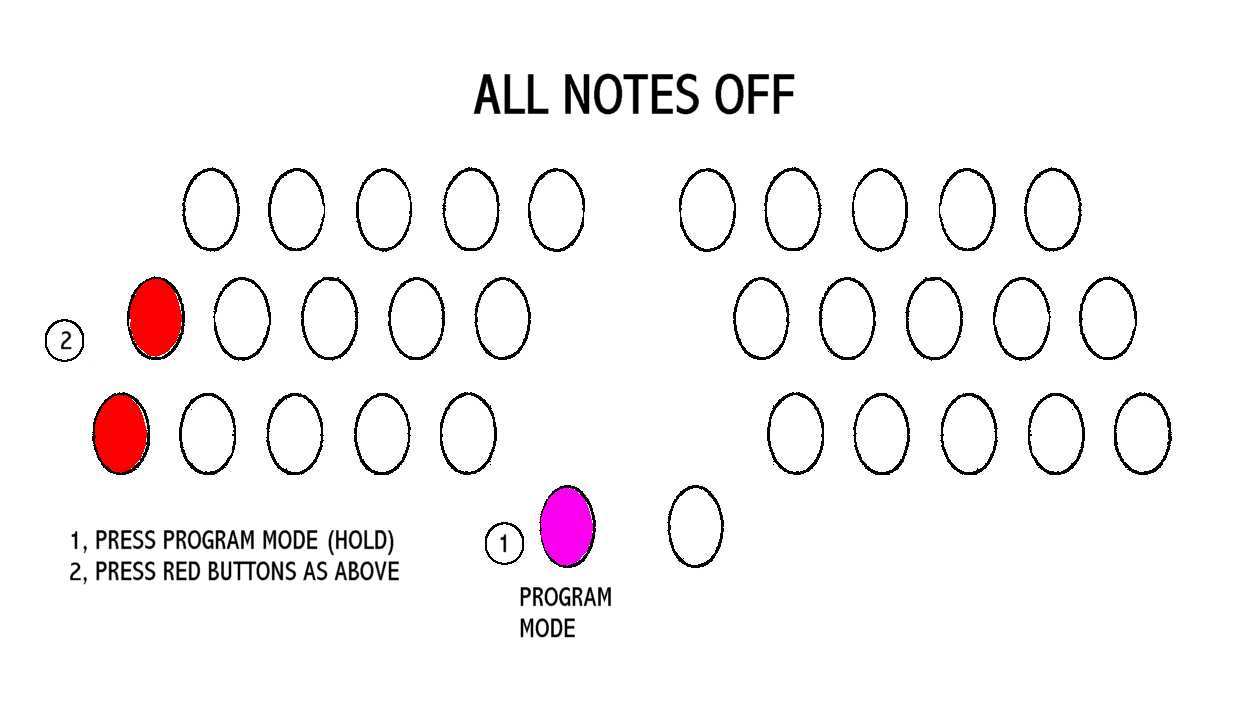 ALL NOTES OFF
2
1, PRESS PROGRAM MODE (HOLD)
2, PRESS RED BUTTONS AS ABOVE
1
PROGRAM
MODE